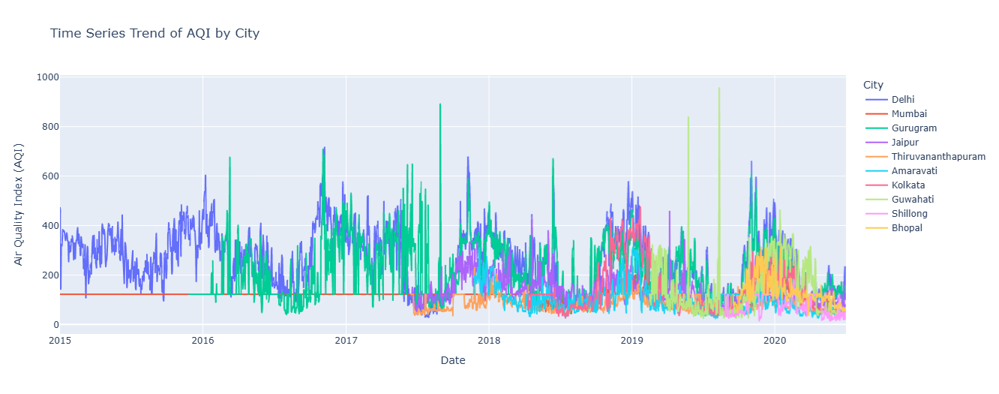 Time Series Trend of AQI by City
Air Quality Index (AQI)
1000
800
600
400
200
0
2015
2016
2017
2018
2019
2020
Date
City
Delhi
Mumbai
Gurugram
Jaipur
Thiruvananthapuram
Amaravati
Kolkata
Guwahati
Shillong
Bhopal